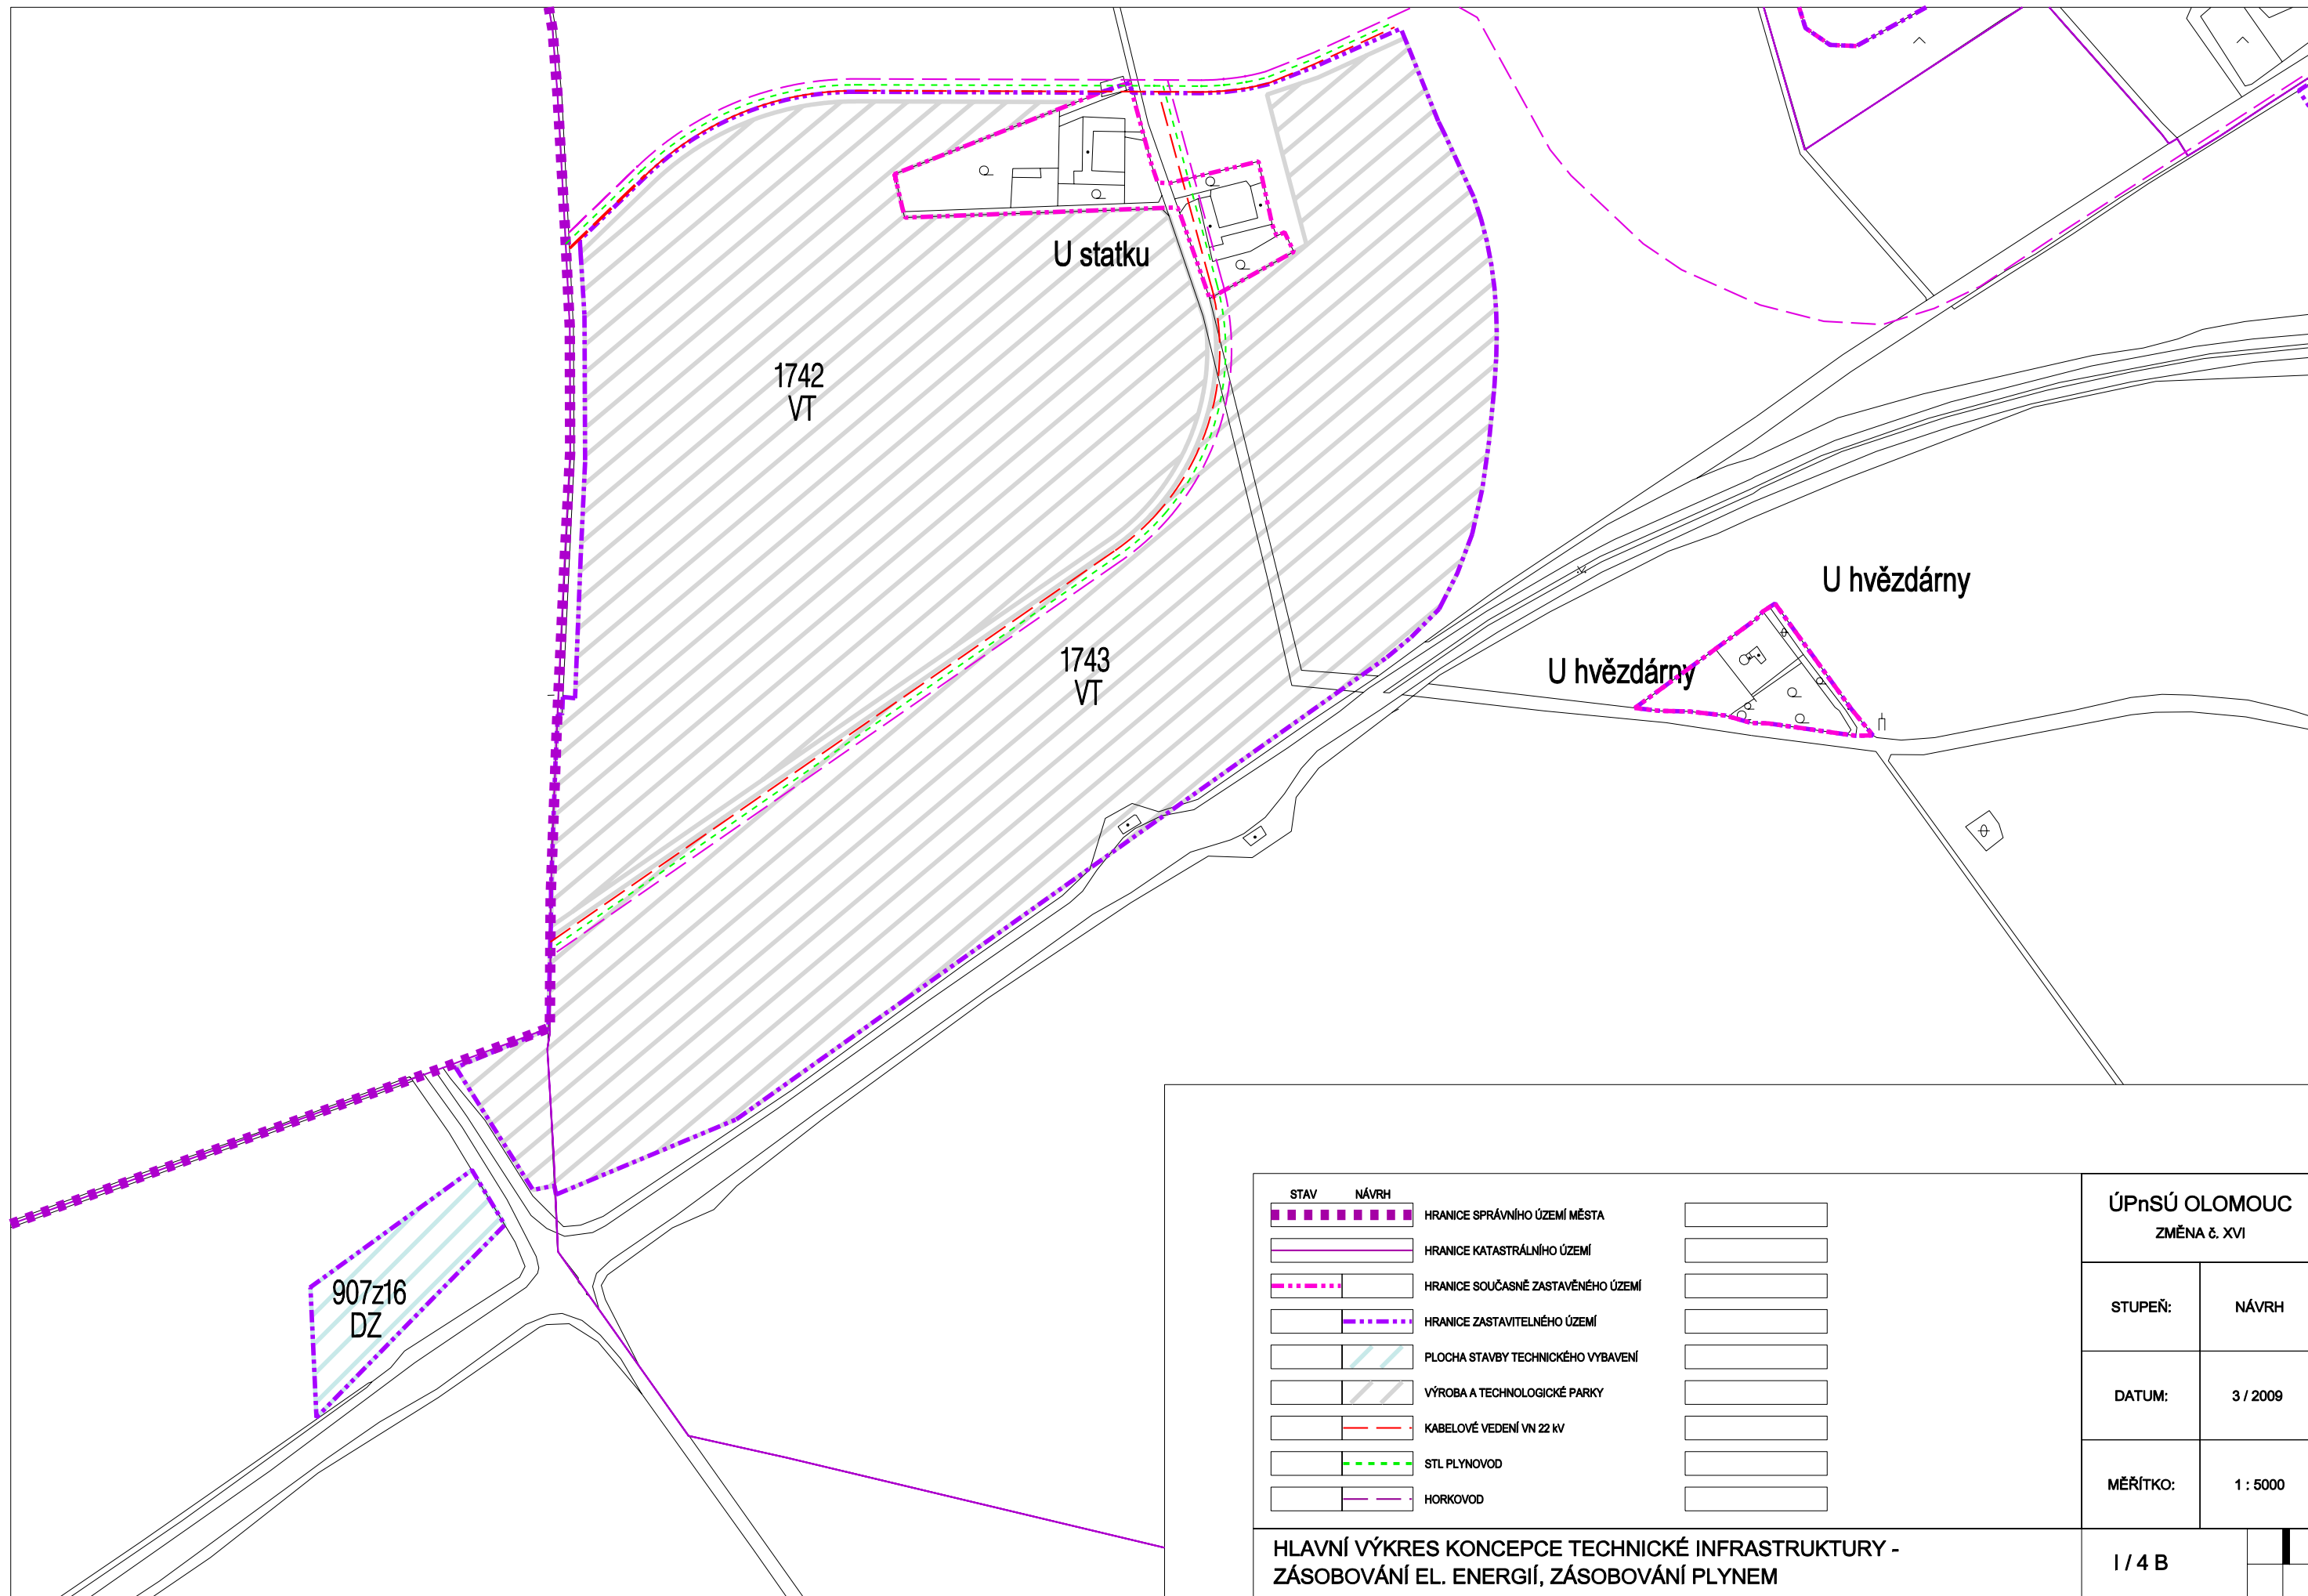 U statku
1742
VT
U hvězdárny
U hvězdárny
1743
VT
907z16
DZ
STAV NÁVRH
HRANICE SPRÁVNÍHO ÚZEMÍ MĚSTA
HRANICE KATASTRÁLNÍHO ÚZEMÍ
HRANICE SOUČASNĚ ZASTAVĚNÉHO ÚZEMÍ
HRANICE ZASTAVITELNÉHO ÚZEMÍ
PLOCHA STAVBY TECHNICKÉHO VYBAVENÍ
VÝROBA A TECHNOLOGICKÉ PARKY
KABELOVÉ VEDENÍ VN 22 kV
STL PLYNOVOD
HORKOVOD
ÚPnSÚ OLOMOUC
ZMĚNA č. XVI
STUPEŇ: NÁVRH
DATUM: 3 / 2009
MĚŘÍTKO: 1 : 5000
HLAVNÍ VÝKRES KONCEPCE TECHNICKÉ INFRASTRUKTURY -
ZÁSOBOVÁNÍ EL. ENERGIÍ, ZÁSOBOVÁNÍ PLYNEM
I / 4 B